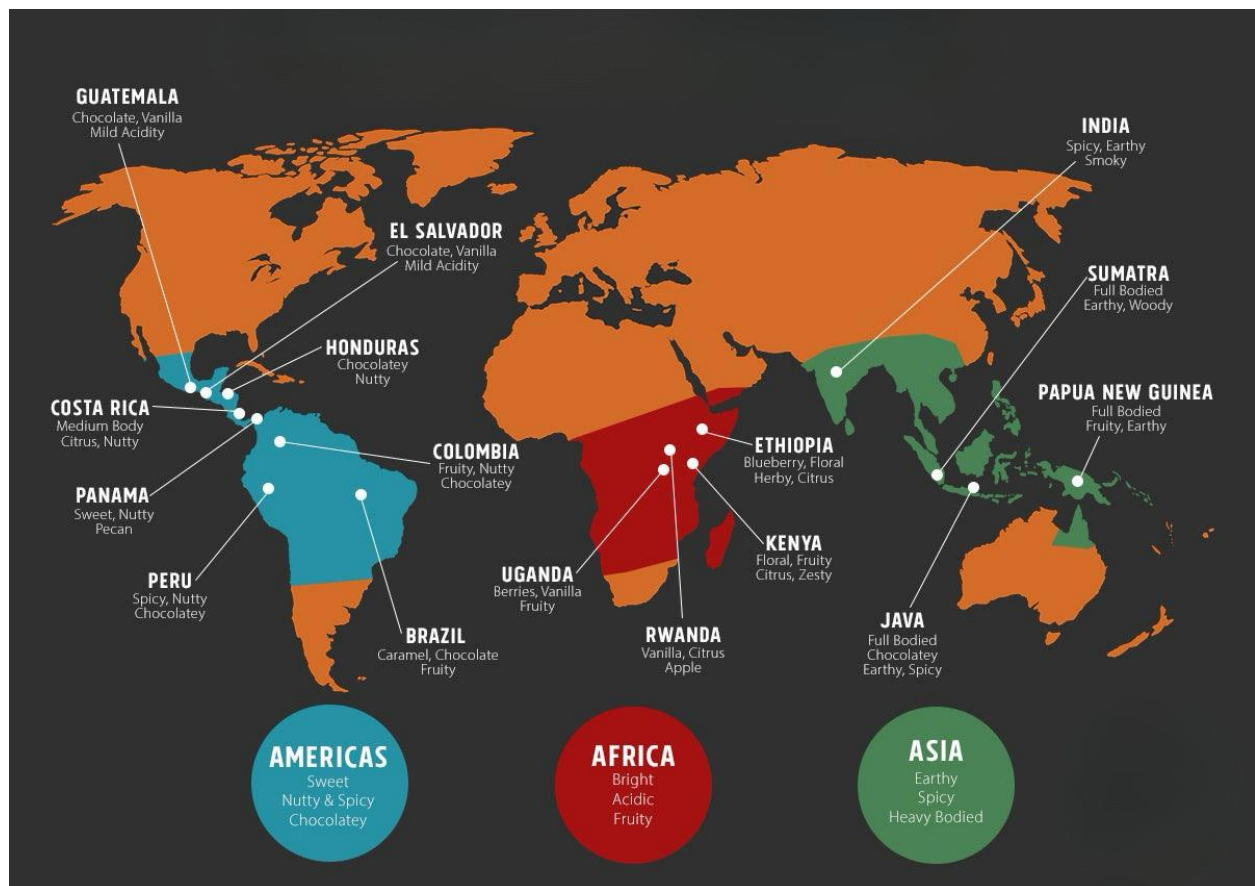 GUATEMALA
Chocolate, Vanilla
Mild Acidity
INDIA
Spicy, Earthy
Smoky
EL SALVADOR
Chocolate, Vanilla
Mild Acidity
SUMATRA
Full Bodied
Earthy, Woody
HONDURAS
Chocolatey
Nutty
COSTA RICA
Medium Body
Citrus, Nutty
PAPUA NEW GUINEA
Full Bodied
Fruity, Earthy
COLOMBIA
Fruity, Nutty
Chocolatey
ETHIOPIA
Blueberry, Floral
Herby, Citrus
PANAMA
Sweet, Nutty
Pecan
KENYA
Floral, Fruity
Citrus, Zesty
PERU
Spicy, Nutty
Chocolatey
UGANDA
Berries, Vanilla
Fruity
BRAZIL
Caramel, Chocolate
Fruity
RWANDA
Vanilla, Citrus
Apple
JAVA
Full Bodied
Chocolatey
Earthy, Spicy
AMERICAS
Sweet
Nutty & Spicy
Chocolatey
AFRICA
Bright
Acidic
Fruity
ASIA
Earthy
Spicy
Heavy Bodied